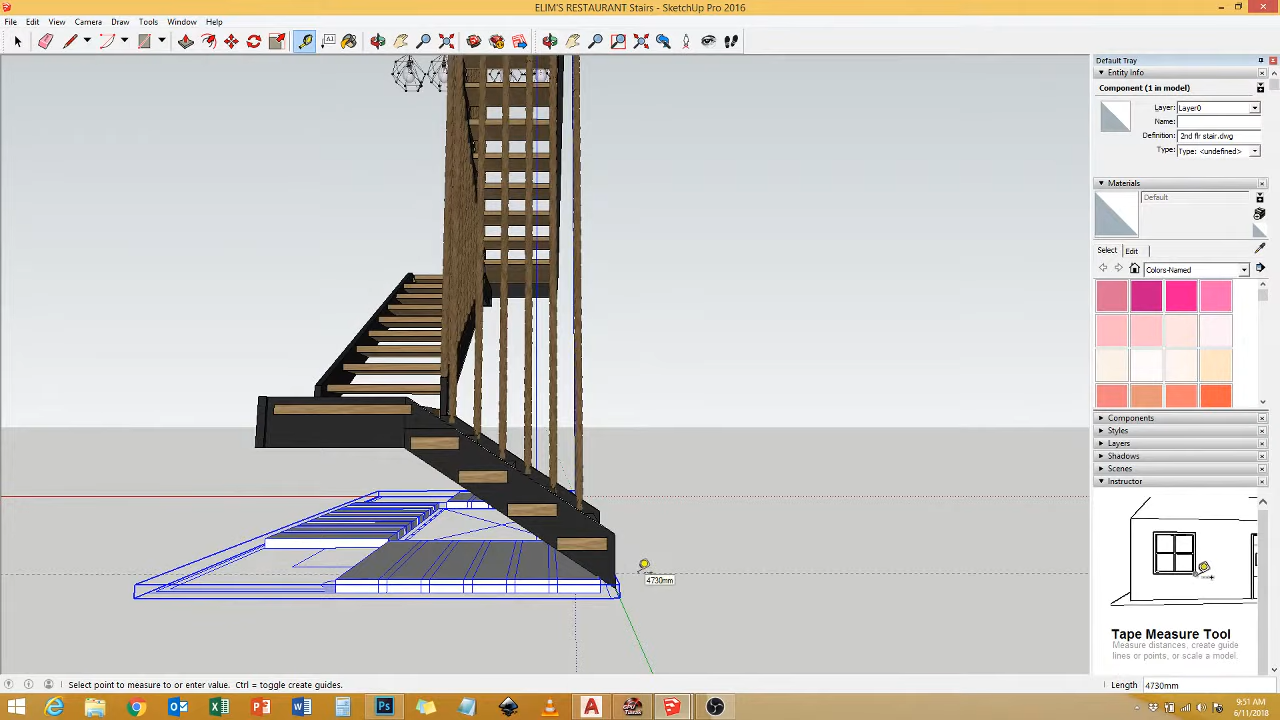 ELIM'S RESTAURANT Stairs - SketchUp Pro 2016
File Edit View Camera Draw Tools Window Help
Default Tray
Entity Info
Component (1 in model)
Layer: Layer0
Name:
Definition: 2nd flr stair.dwg
Type: Type: <undefined>
Materials
Default
Select Edit
Colors-Named
Components
Styles
Layers
Shadows
Scenes
Instructor
4730mm
Tape Measure Tool
Measure distances, create guide
lines or points, or scale a model.
Select point to measure to or enter value. Ctrl = toggle create guides.
Length 4730mm
9:51 AM
6/11/2018